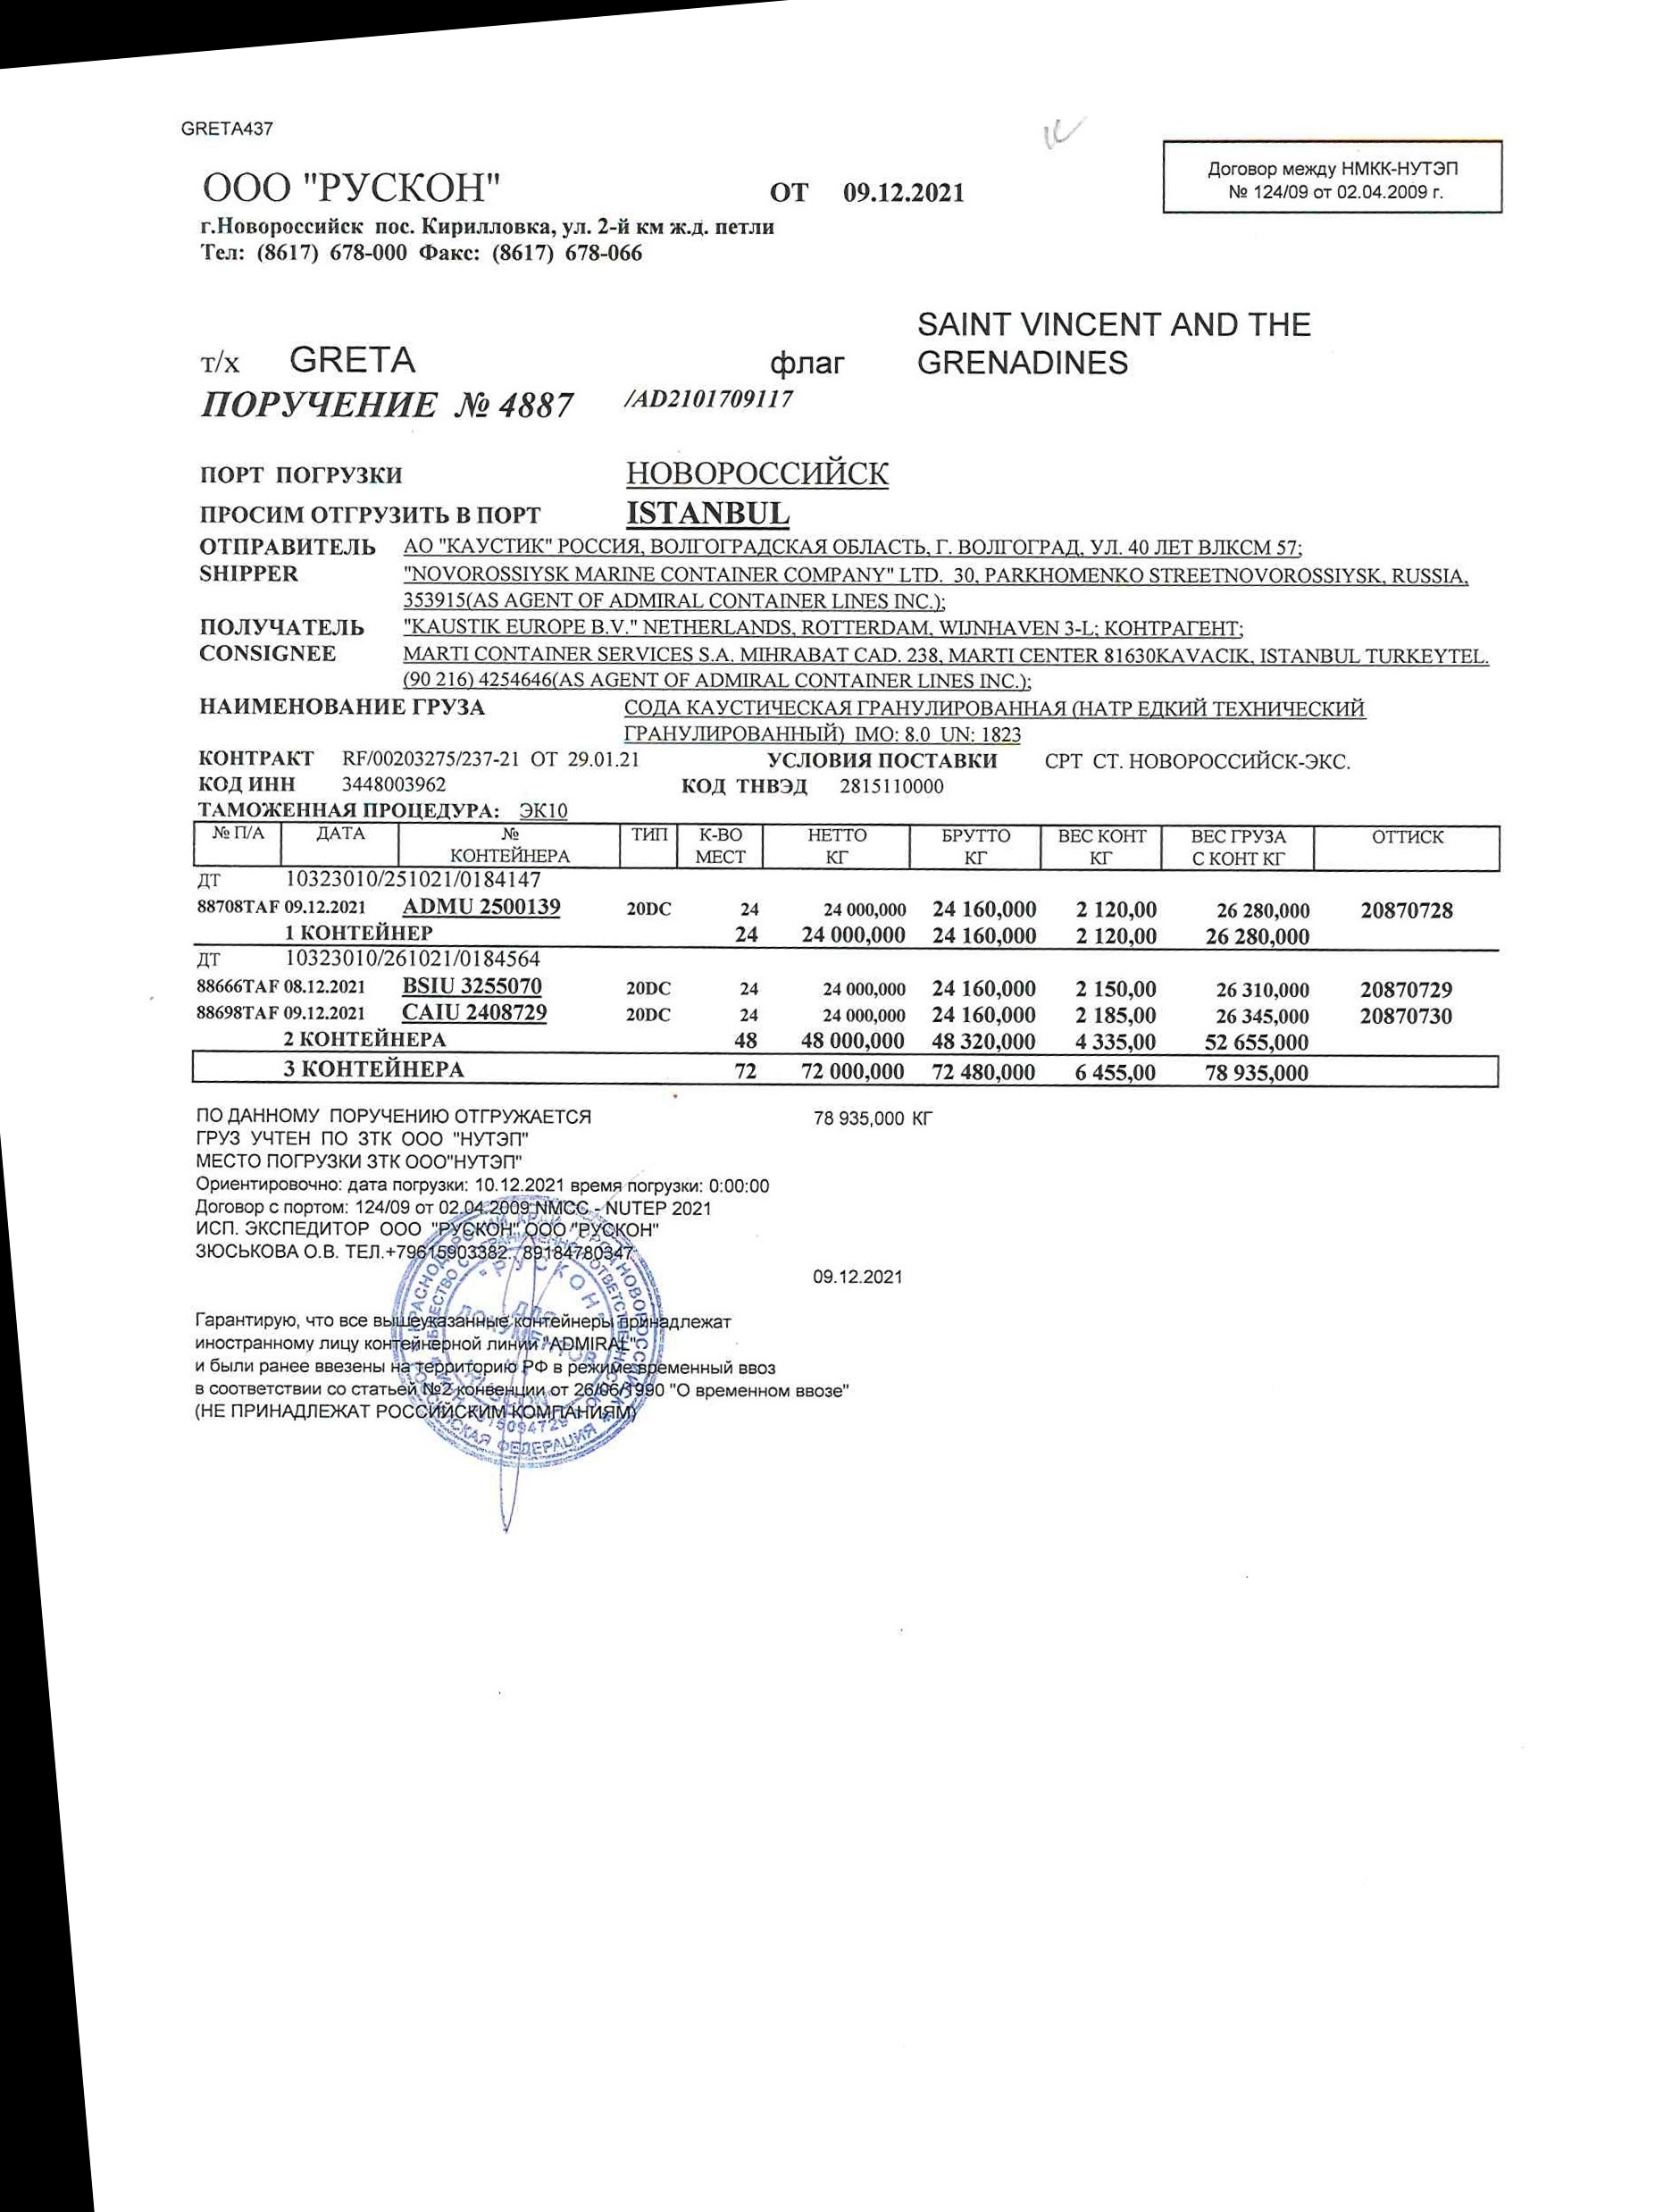 GRETA437
Договор между НМКК-НУТЭП
№ 124/09 от 02.04.2009 г.
ООО "РУСКОН" ОТ 09.12.2021
г.Новороссийск пос. Кирилловка, ул. 2-й км ж.д. петли
Тел: (8617) 678-000 Факс: (8617) 678-066
SAINT VINCENT AND THE
т/х GRETA флаг GRENADINES
ПОРУЧЕНИЕ № 4887 /AD2101709117
ПОРТ ПОГРУЗКИ НОВОРОССИЙСК
ПРОСИМ ОТГРУЗИТЬ В ПОРТ ISTANBUL
ОТПРАВИТЕЛЬ АО "КАУСТИК" РОССИЯ, ВОЛГОГРАДСКАЯ ОБЛАСТЬ, Г. ВОЛГОГРАД, УЛ. 40 ЛЕТ ВЛКСМ 57;
SHIPPER "NOVOROSSIYSK MARINE CONTAINER COMPANY" LTD. 30, PARKHOMENKO STREETNOVOROSSIYSK, RUSSIA,
353915(AS AGENT OF ADMIRAL CONTAINER LINES INC.);
ПОЛУЧАТЕЛЬ "KAUSTIK EUROPE B.V." NETHERLANDS, ROTTERDAM, WIJNHAVEN 3-L; КОНТРАГЕНТ;
CONSIGNEE MARTI CONTAINER SERVICES S.A. MIHRABAT CAD. 238, MARTI CENTER 81630KAVACIK, ISTANBUL TURKEYTEL.
(90 216) 4254646(AS AGENT OF ADMIRAL CONTAINER LINES INC.);
НАИМЕНОВАНИЕ ГРУЗА СОДА КАУСТИЧЕСКАЯ ГРАНУЛИРОВАННАЯ (НАТР ЕДКИЙ ТЕХНИЧЕСКИЙ
ГРАНУЛИРОВАННЫЙ) IMO: 8.0 UN: 1823
КОНТРАКТ RF/00203275/237-21 ОТ 29.01.21 УСЛОВИЯ ПОСТАВКИ CPT СТ. НОВОРОССИЙСК-ЭКС.
КОД ИНН 3448003962 КОД ТНВЭД 2815110000
ТАМОЖЕННАЯ ПРОЦЕДУРА: ЭК10
№ П/А ДАТА № ТИП К-ВО НЕТТО БРУТТО ВЕС КОНТ ВЕС ГРУЗА ОТТИСК
КОНТЕЙНЕРА МЕСТ КГ КГ КГ С КОНТ КГ
ДТ 10323010/251021/0184147
88708TAF 09.12.2021 ADMU 2500139 20DC 24 24 000,000 24 160,000 2 120,00 26 280,000 20870728
1 КОНТЕЙНЕР 24 24 000,000 24 160,000 2 120,00 26 280,000
ДТ 10323010/261021/0184564
88666TAF 08.12.2021 BSIU 3255070 20DC 24 24 000,000 24 160,000 2 150,00 26 310,000 20870729
88698TAF 09.12.2021 CAIU 2408729 20DC 24 24 000,000 24 160,000 2 185,00 26 345,000 20870730
2 КОНТЕЙНЕРА 48 48 000,000 48 320,000 4 335,00 52 655,000
3 КОНТЕЙНЕРА 72 72 000,000 72 480,000 6 455,00 78 935,000
ПО ДАННОМУ ПОРУЧЕНИЮ ОТГРУЖАЕТСЯ 78 935,000 КГ
ГРУЗ УЧТЕН ПО ЗТК ООО "НУТЭП"
МЕСТО ПОГРУЗКИ ЗТК ООО"НУТЭП"
Ориентировочно: дата погрузки: 10.12.2021 время погрузки: 0:00:00
Договор с портом: 124/09 от 02.04.2009 NMCC - NUTEP 2021
ИСП. ЭКСПЕДИТОР ООО "РУСКОН" ООО "РУСКОН"
ЗЮСЬКОВА О.В. ТЕЛ.+79615903382, 89184780347
09.12.2021
Гарантирую, что все вышеуказанные контейнеры принадлежат
иностранному лицу контейнерной линии "ADMIRAL"
и были ранее ввезены на территорию РФ в режиме временный ввоз
в соответствии со статьей №2 конвенции от 26/06/1990 "О временном ввозе"
(НЕ ПРИНАДЛЕЖАТ РОССИЙСКИМ КОМПАНИЯМ)
"РУСКОН"
ДЛЯ
ДОКУМЕНТОВ